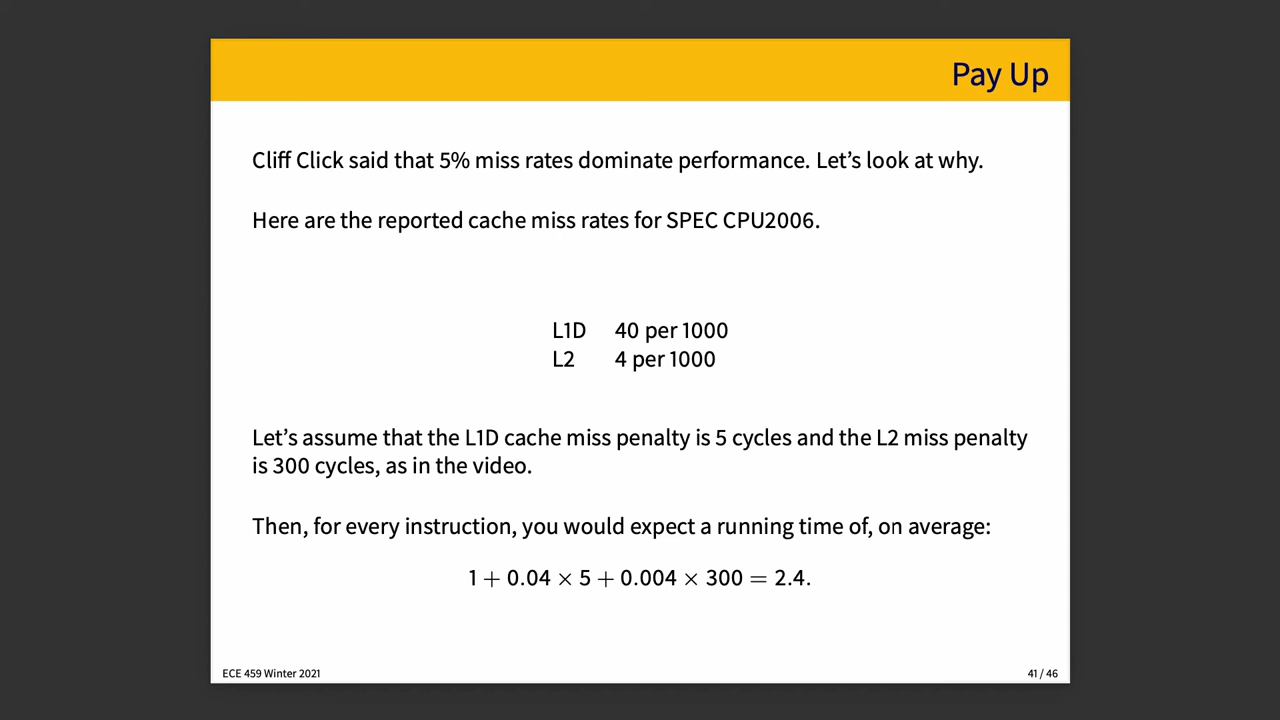 Pay Up
Cliff Click said that 5% miss rates dominate performance. Let’s look at why.
Here are the reported cache miss rates for SPEC CPU2006.
L1D 40 per 1000
L2 4 per 1000
Let’s assume that the L1D cache miss penalty is 5 cycles and the L2 miss penalty
is 300 cycles, as in the video.
Then, for every instruction, you would expect a running time of, on average:
1 + 0.04 × 5 + 0.004 × 300 = 2.4.
ECE 459 Winter 2021
41 / 46